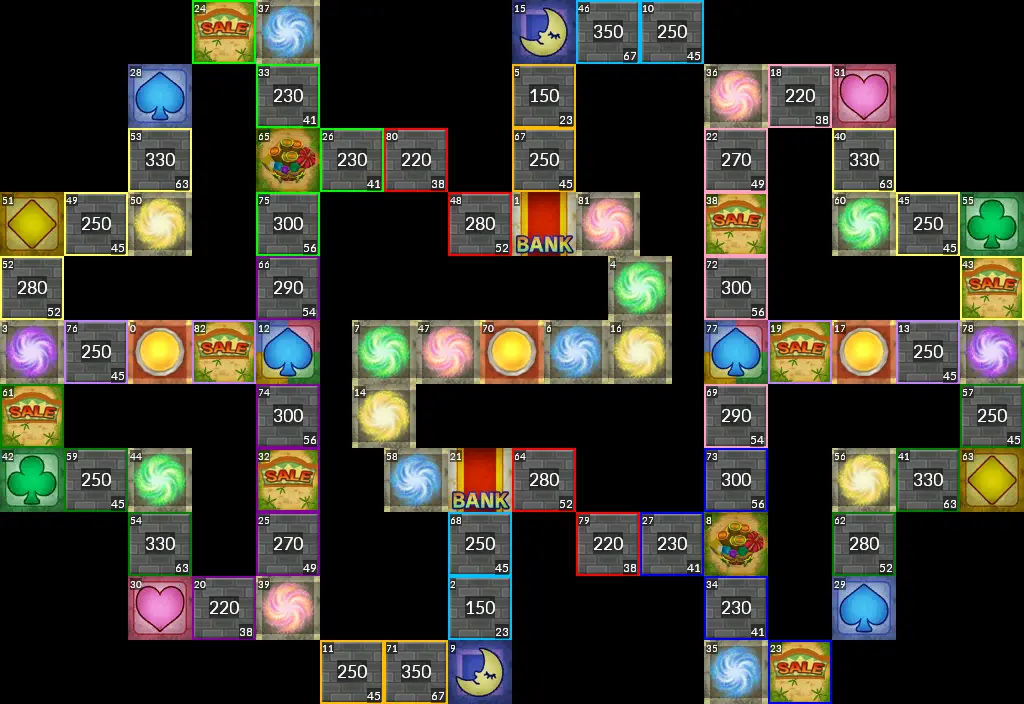 24 SALE 37 15 46 350 67 10 250 45
28 33 230 41 5 150 23 36 18 220 38 31
53 330 63 65 26 230 41 80 220 38 67 250 45 22 270 49 40 330 63
51 49 250 45 50 75 300 56 48 280 52 1 BANK 81 38 SALE 60 45 250 45 55
52 280 52 66 290 54 4 72 300 56 43 SALE
3 76 250 45 0 82 SALE 12 7 47 70 6 16 77 19 SALE 17 13 250 45 78
61 SALE 74 300 56 14 69 290 54 57 250 45
42 59 250 45 44 32 SALE 58 21 BANK 64 280 52 73 300 56 56 41 330 63 63
54 330 63 25 270 49 68 250 45 79 220 38 27 230 41 8 62 280 52
30 20 220 38 39 2 150 23 34 230 41 29
11 250 45 71 350 67 9 35 23 SALE